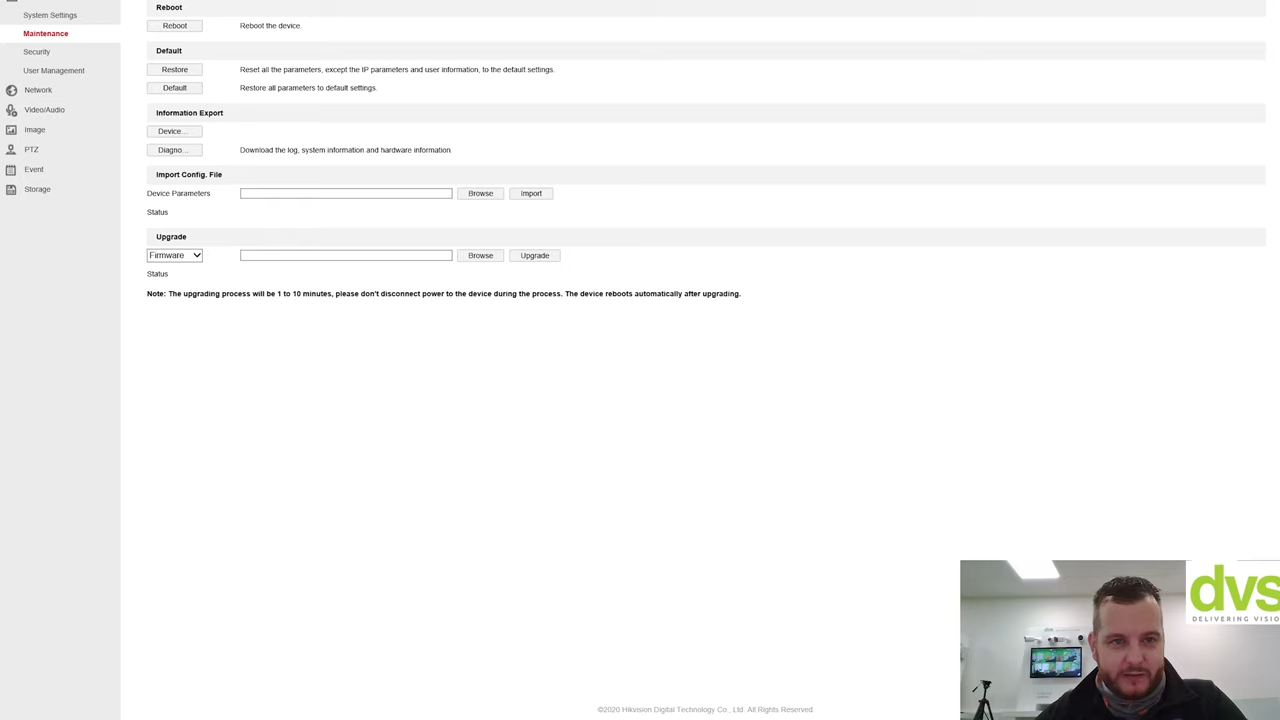 System Settings
Maintenance
Security
User Management
Network
Video/Audio
Image
PTZ
Event
Storage
Reboot
Reboot Reboot the device.
Default
Restore Reset all the parameters, except the IP parameters and user information, to the default settings.
Default Restore all parameters to default settings.
Information Export
Device...
Diagno... Download the log, system information and hardware information.
Import Config. File
Device Parameters Browse Import
Status
Upgrade
Firmware Browse Upgrade
Status
Note: The upgrading process will be 1 to 10 minutes, please don't disconnect power to the device during the process. The device reboots automatically after upgrading.
©2020 Hikvision Digital Technology Co., Ltd. All Rights Reserved.
dvs
DELIVERING VISIO